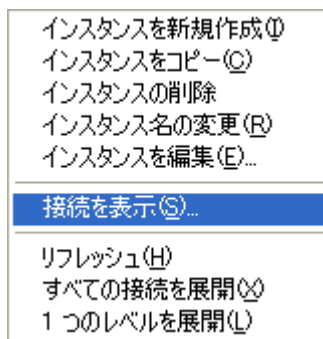 インスタンスを新規作成(I)
インスタンスをコピー(C)
インスタンスの削除
インスタンス名の変更(R)
インスタンスを編集(E)...
接続を表示(S)...
リフレッシュ(H)
すべての接続を展開(X)
1 つのレベルを展開(L)